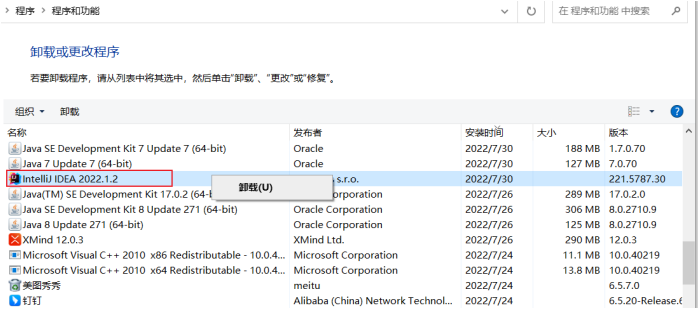 程序 › 程序和功能
在 程序和功能 中搜索
卸载或更改程序
若要卸载程序，请从列表中将其选中，然后单击"卸载"、"更改"或"修复"。
组织 卸载
名称 发布者 安装时间 大小 版本
Java SE Development Kit 7 Update 7 (64-bit) Oracle 2022/7/30 188 MB 1.7.0.70
Java 7 Update 7 (64-bit) Oracle 2022/7/30 127 MB 7.0.70
IntelliJ IDEA 2022.1.2 s.r.o. 2022/7/30 221.5787.30
卸载(U)
Java(TM) SE Development Kit 17.0.2 (64-b Corporation 2022/7/26 289 MB 17.0.2.0
Java SE Development Kit 8 Update 271 (64-bit) Oracle Corporation 2022/7/26 306 MB 8.0.2710.9
Java 8 Update 271 (64-bit) Oracle Corporation 2022/7/26 125 MB 8.0.2710.9
XMind 12.0.3 XMind Ltd. 2022/7/26 290 MB 12.0.3
Microsoft Visual C++ 2010 x86 Redistributable - 10.0.4... Microsoft Corporation 2022/7/24 11.1 MB 10.0.40219
Microsoft Visual C++ 2010 x64 Redistributable - 10.0.4... Microsoft Corporation 2022/7/24 13.8 MB 10.0.40219
美图秀秀 meitu 2022/7/24 6.5.7.0
钉钉 Alibaba (China) Network Technol... 2022/7/24 6.5.20-Release.6